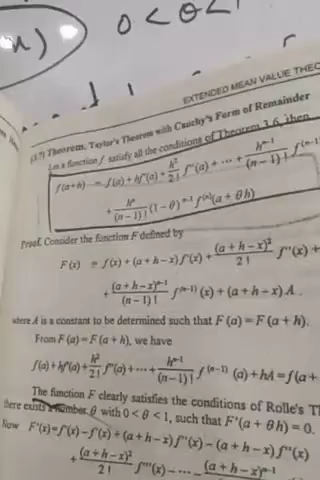 n)
0 < θ <
EXTENDED MEAN VALUE THEO
(3.7) Theorem. Taylor's Theorem with Cauchy's Form of Remainder
Let a function f satisfy all the conditions of Theorem 3.6, then
f(a+h) = f(a) + hf'(a) + h²/2! f''(a) + ⋯ + hⁿ⁻¹/(n−1)! f⁽ⁿ⁻¹
+ hⁿ/(n−1)! (1−θ)ⁿ⁻¹ f⁽ⁿ⁾(a+θh)
Proof. Consider the function F defined by
F(x) = f(x) + (a+h−x) f'(x) + (a+h−x)²/2! f''(x) +
+ (a+h−x)ⁿ⁻¹/(n−1)! f⁽ⁿ⁻¹⁾(x) + (a+h−x) A.
where A is a constant to be determined such that F(a) = F(a+h).
From F(a) = F(a+h), we have
f(a) + hf'(a) + h²/2! f''(a) + ⋯ + hⁿ⁻¹/(n−1)! f⁽ⁿ⁻¹⁾(a) + hA = f(a+
The function F clearly satisfies the conditions of Rolle's T
there exists a number θ with 0 < θ < 1, such that F'(a+θh) = 0.
Now F'(x) = f'(x) − f'(x) + (a+h−x) f''(x) − (a+h−x) f''(x)
+ (a+h−x)²/2! f'''(x) − ⋯ − (a+h−x)ⁿ⁻¹